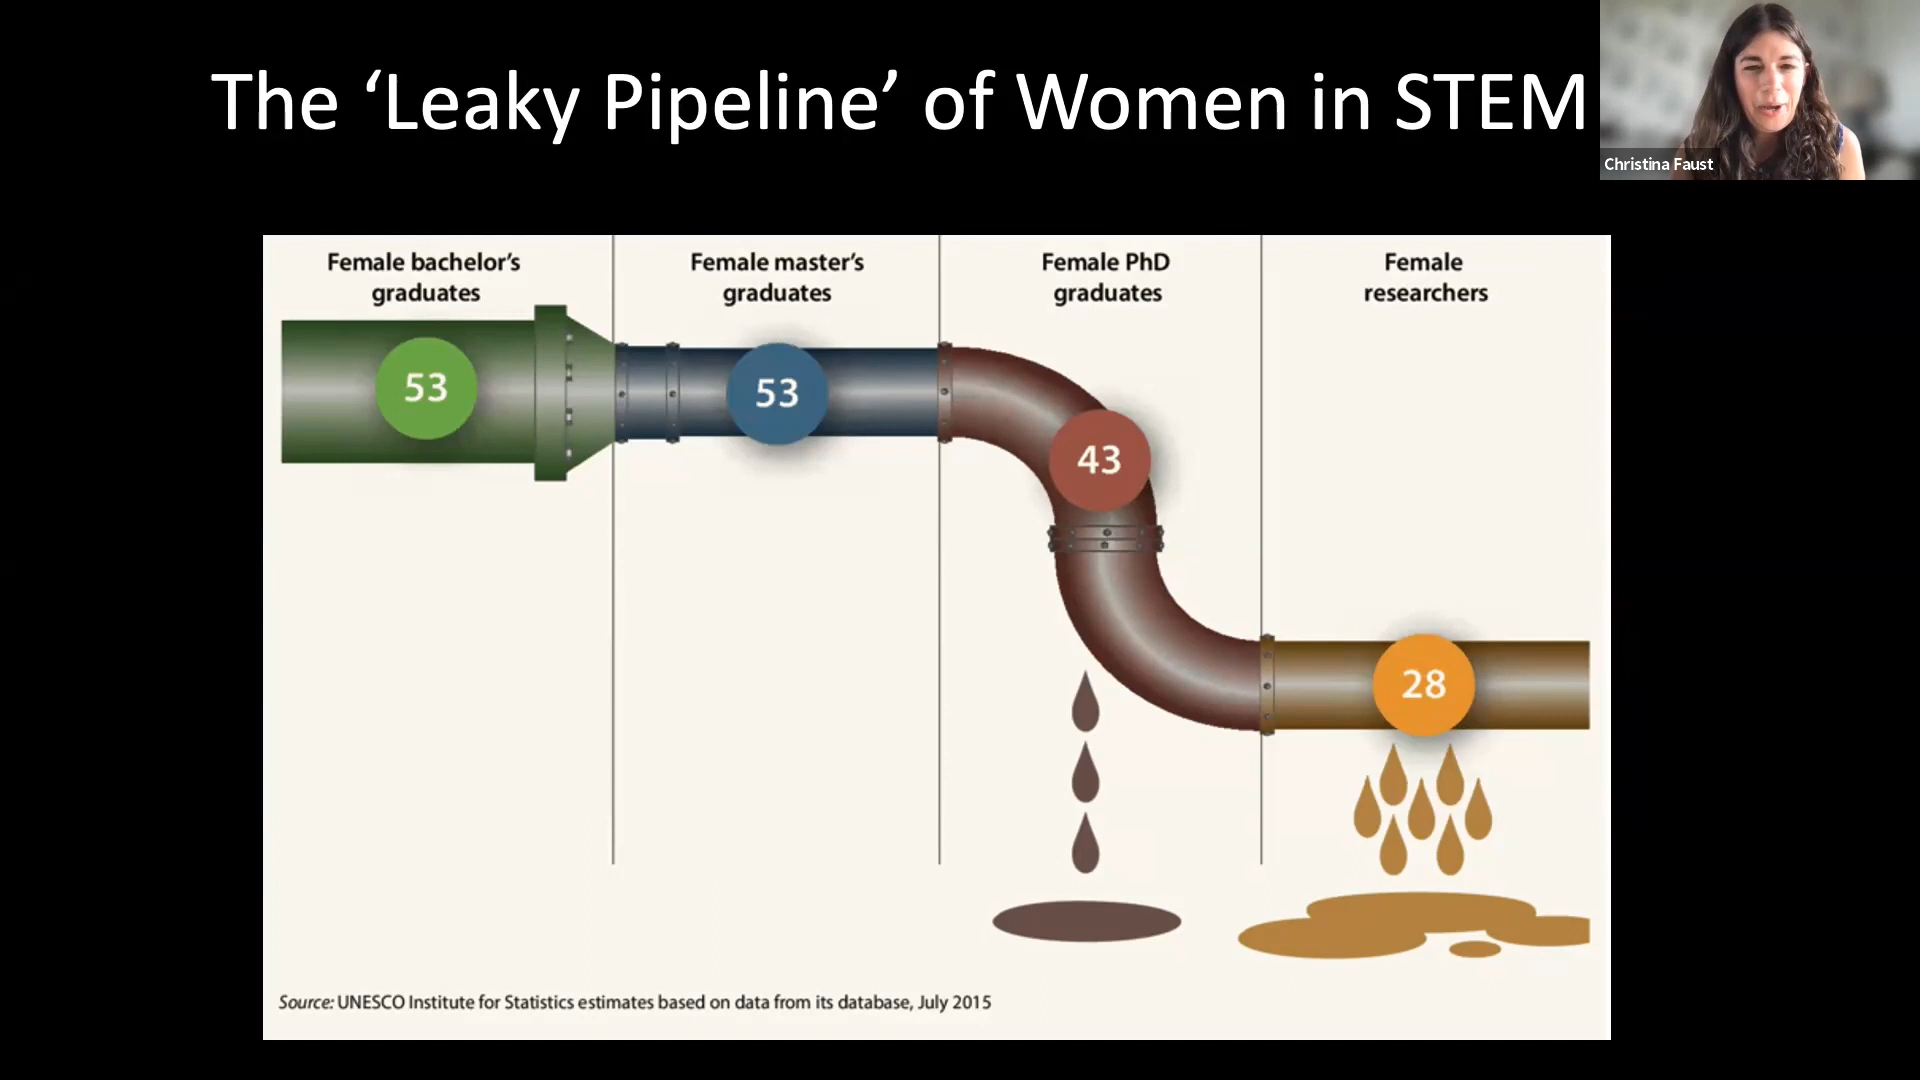 The ‘Leaky Pipeline’ of Women in STEM
Christina Faust
Female bachelor’s
graduates
Female master’s
graduates
Female PhD
graduates
Female
researchers
53
53
43
28
Source: UNESCO Institute for Statistics estimates based on data from its database, July 2015